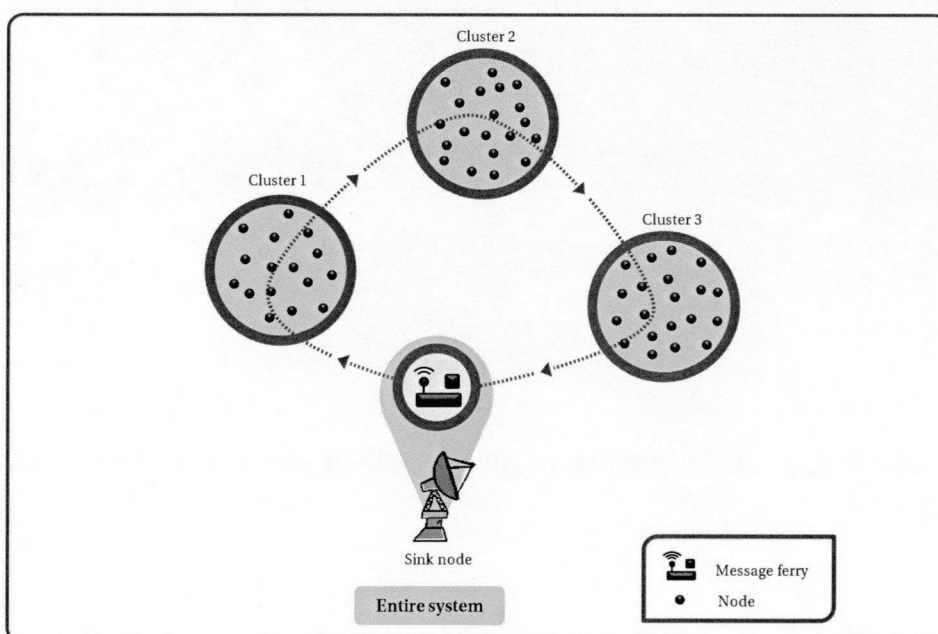 Cluster 2
Cluster 1
Cluster 3
Sink node
Entire system
Message ferry
Node